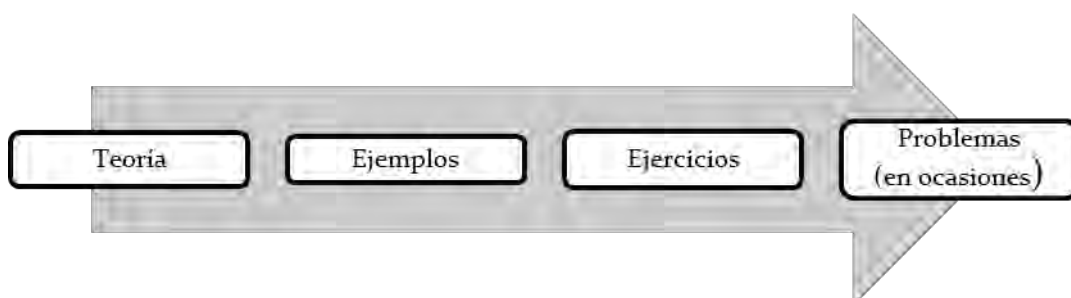 Teoría
Ejemplos
Ejercicios
Problemas
(en ocasiones)